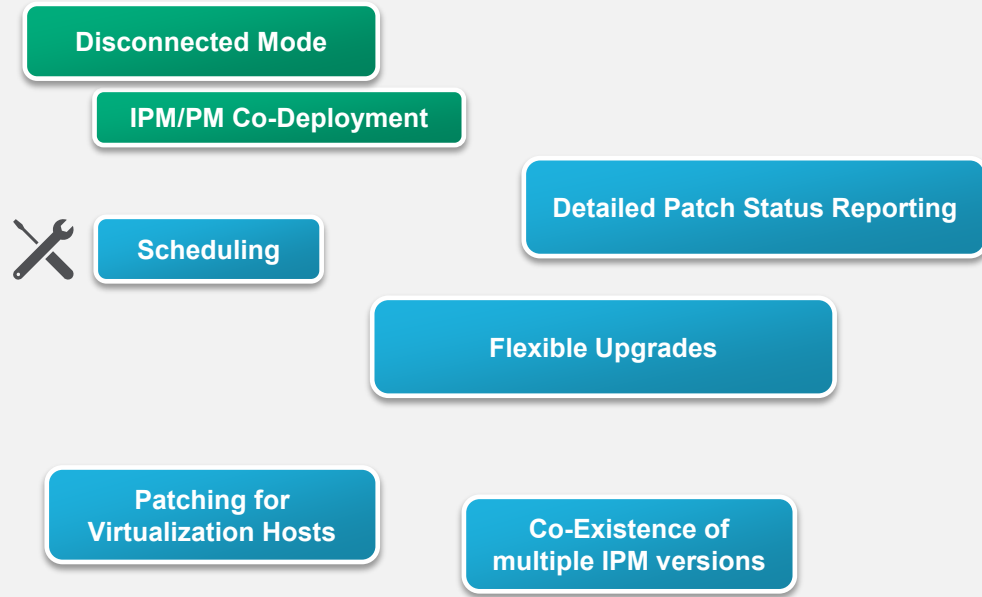 Disconnected Mode
IPM/PM Co-Deployment
Detailed Patch Status Reporting
Scheduling
Flexible Upgrades
Patching for
Virtualization Hosts
Co-Existence of
multiple IPM versions